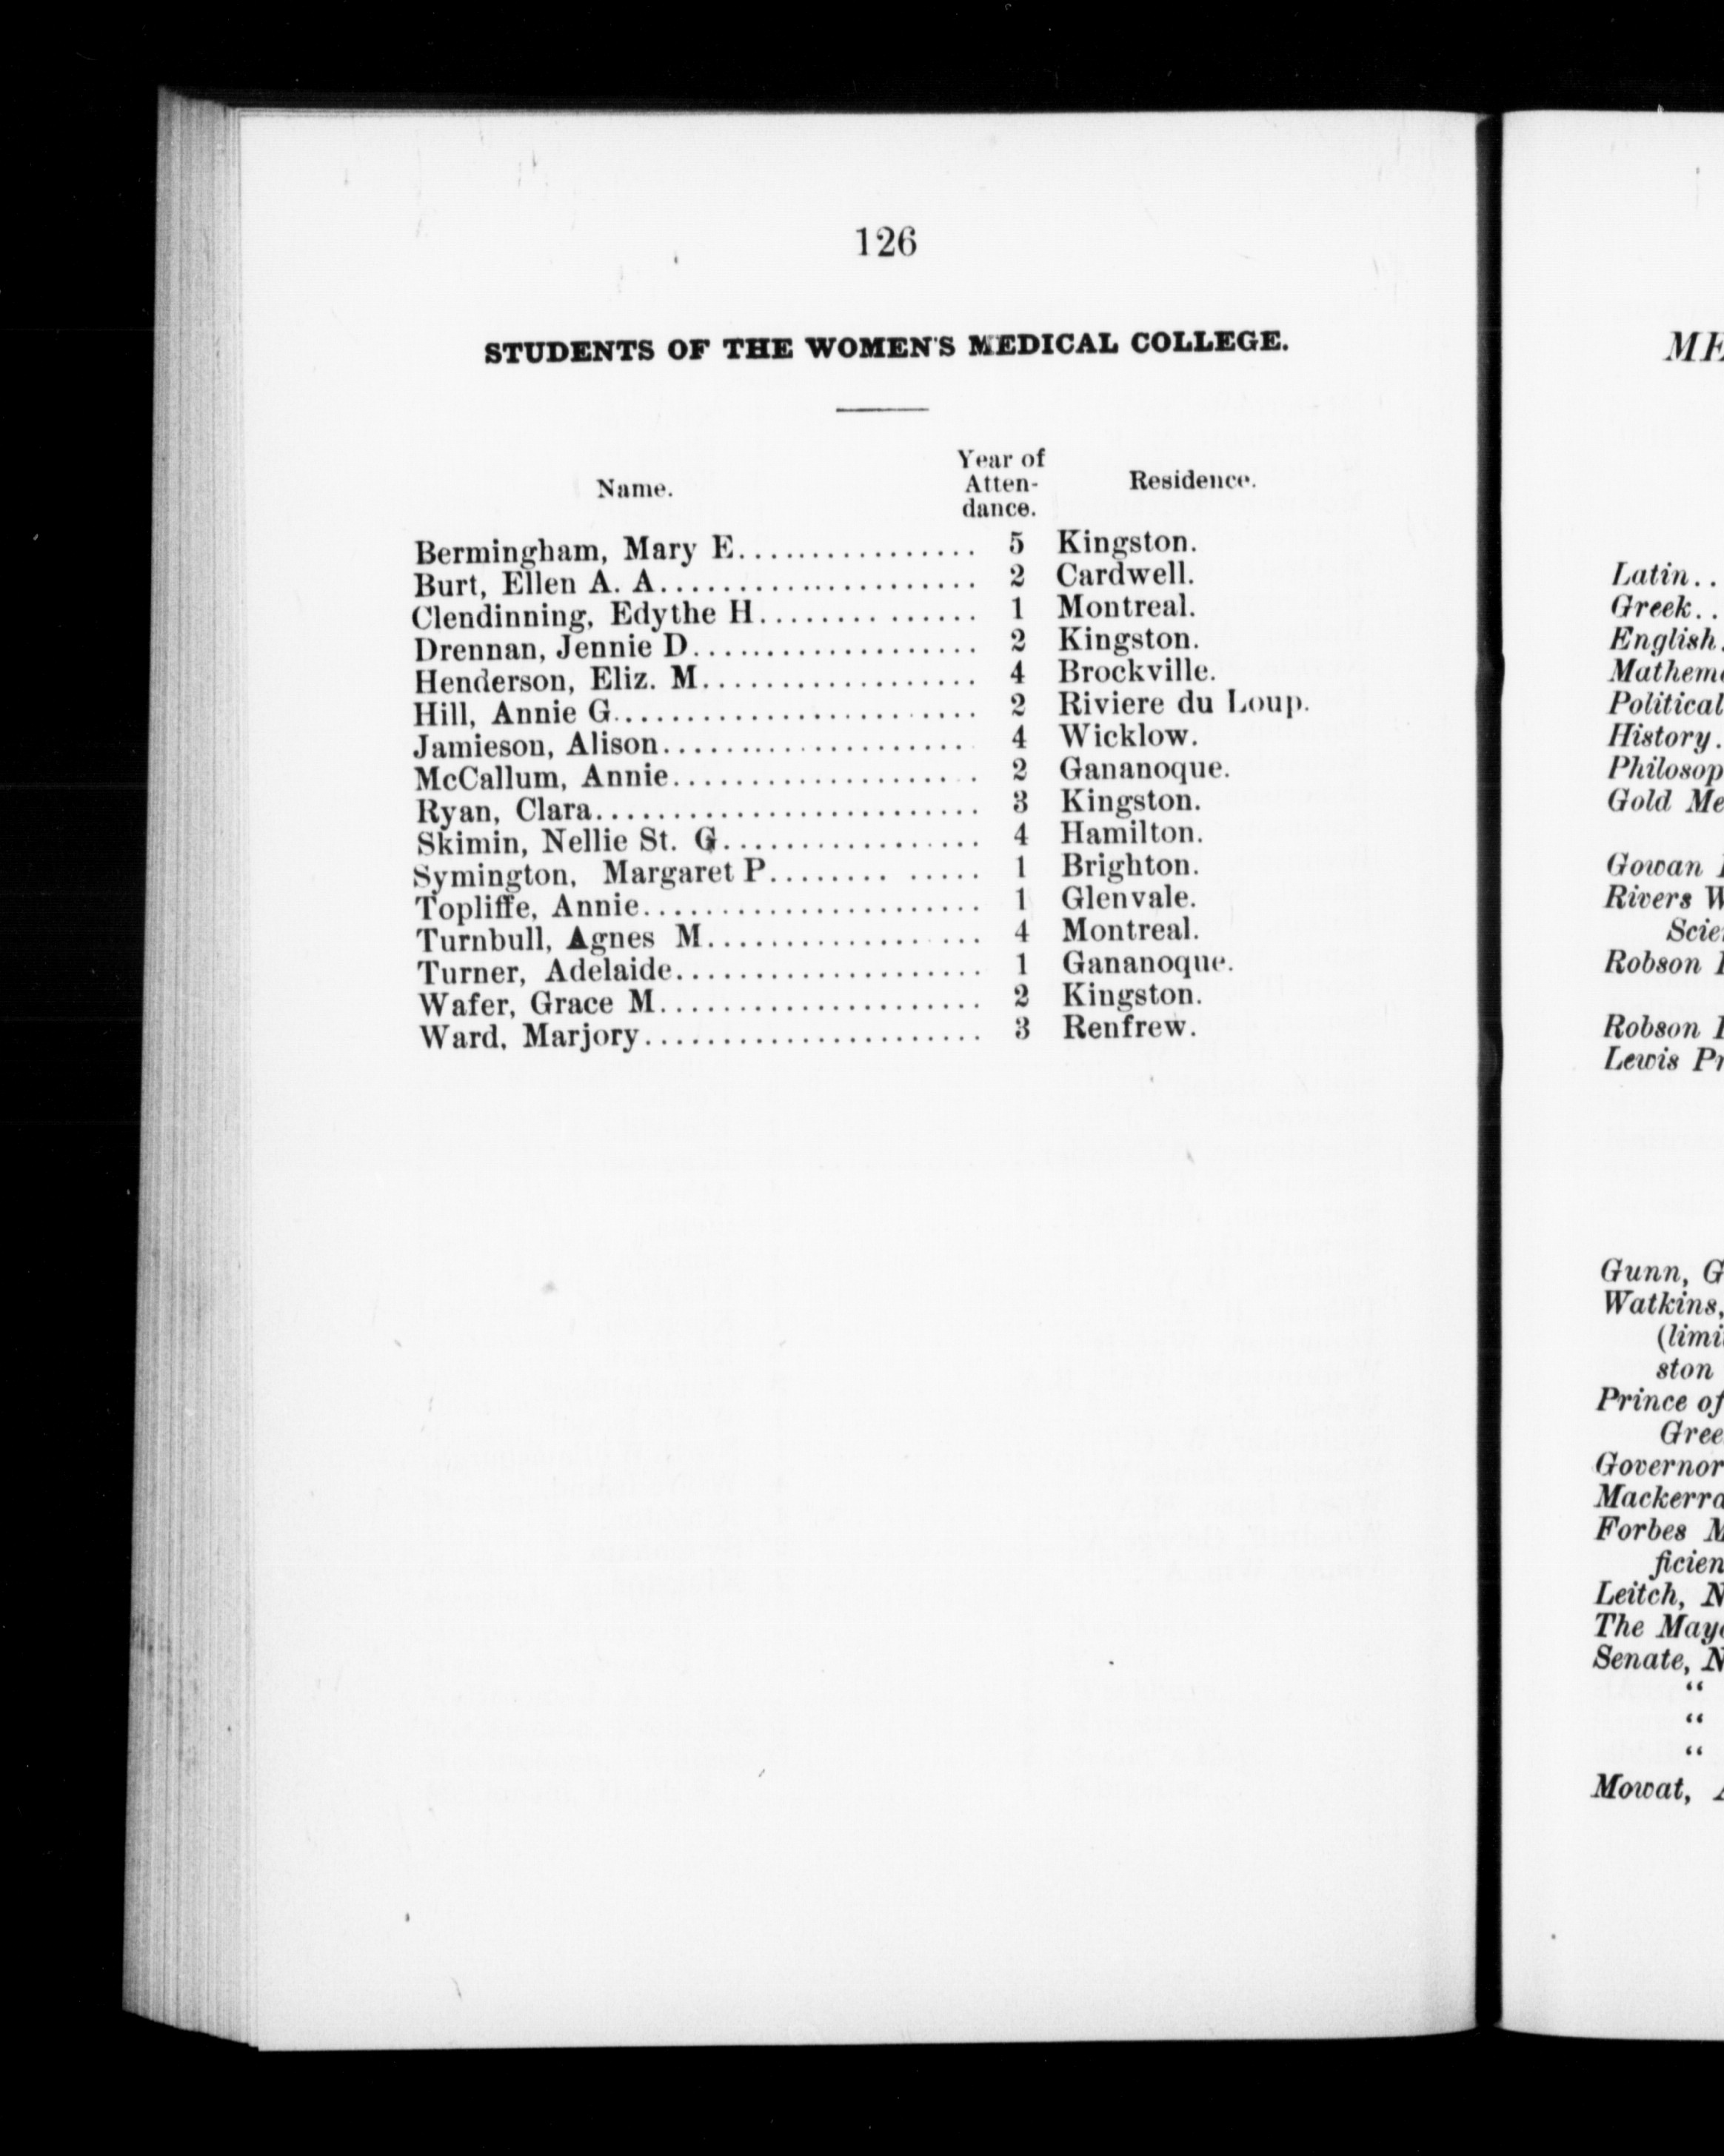 126
STUDENTS OF THE WOMEN'S MEDICAL COLLEGE.
Name. Year of Atten-dance. Residence.
Bermingham, Mary E................ 5 Kingston.
Burt, Ellen A. A..................... 2 Cardwell.
Clendinning, Edythe H............... 1 Montreal.
Drennan, Jennie D................... 2 Kingston.
Henderson, Eliz. M.................. 4 Brockville.
Hill, Annie G........................ 2 Riviere du Loup.
Jamieson, Alison.................... 4 Wicklow.
McCallum, Annie.................... 2 Gananoque.
Ryan, Clara......................... 3 Kingston.
Skimin, Nellie St. G................. 4 Hamilton.
Symington, Margaret P........ ..... 1 Brighton.
Topliffe, Annie...................... 1 Glenvale.
Turnbull, Agnes M.................. 4 Montreal.
Turner, Adelaide.................... 1 Gananoque.
Wafer, Grace M..................... 2 Kingston.
Ward, Marjory...................... 3 Renfrew.
Latin..
Greek..
English.
Political
History.
Gold
Gowan
Rivers
Robson
Robson
Lewis
Gunn,
Watkins,
ston
Prince of
Governor
Forbes
Leitch,
The
Senate,
“
“
“
Mowat,